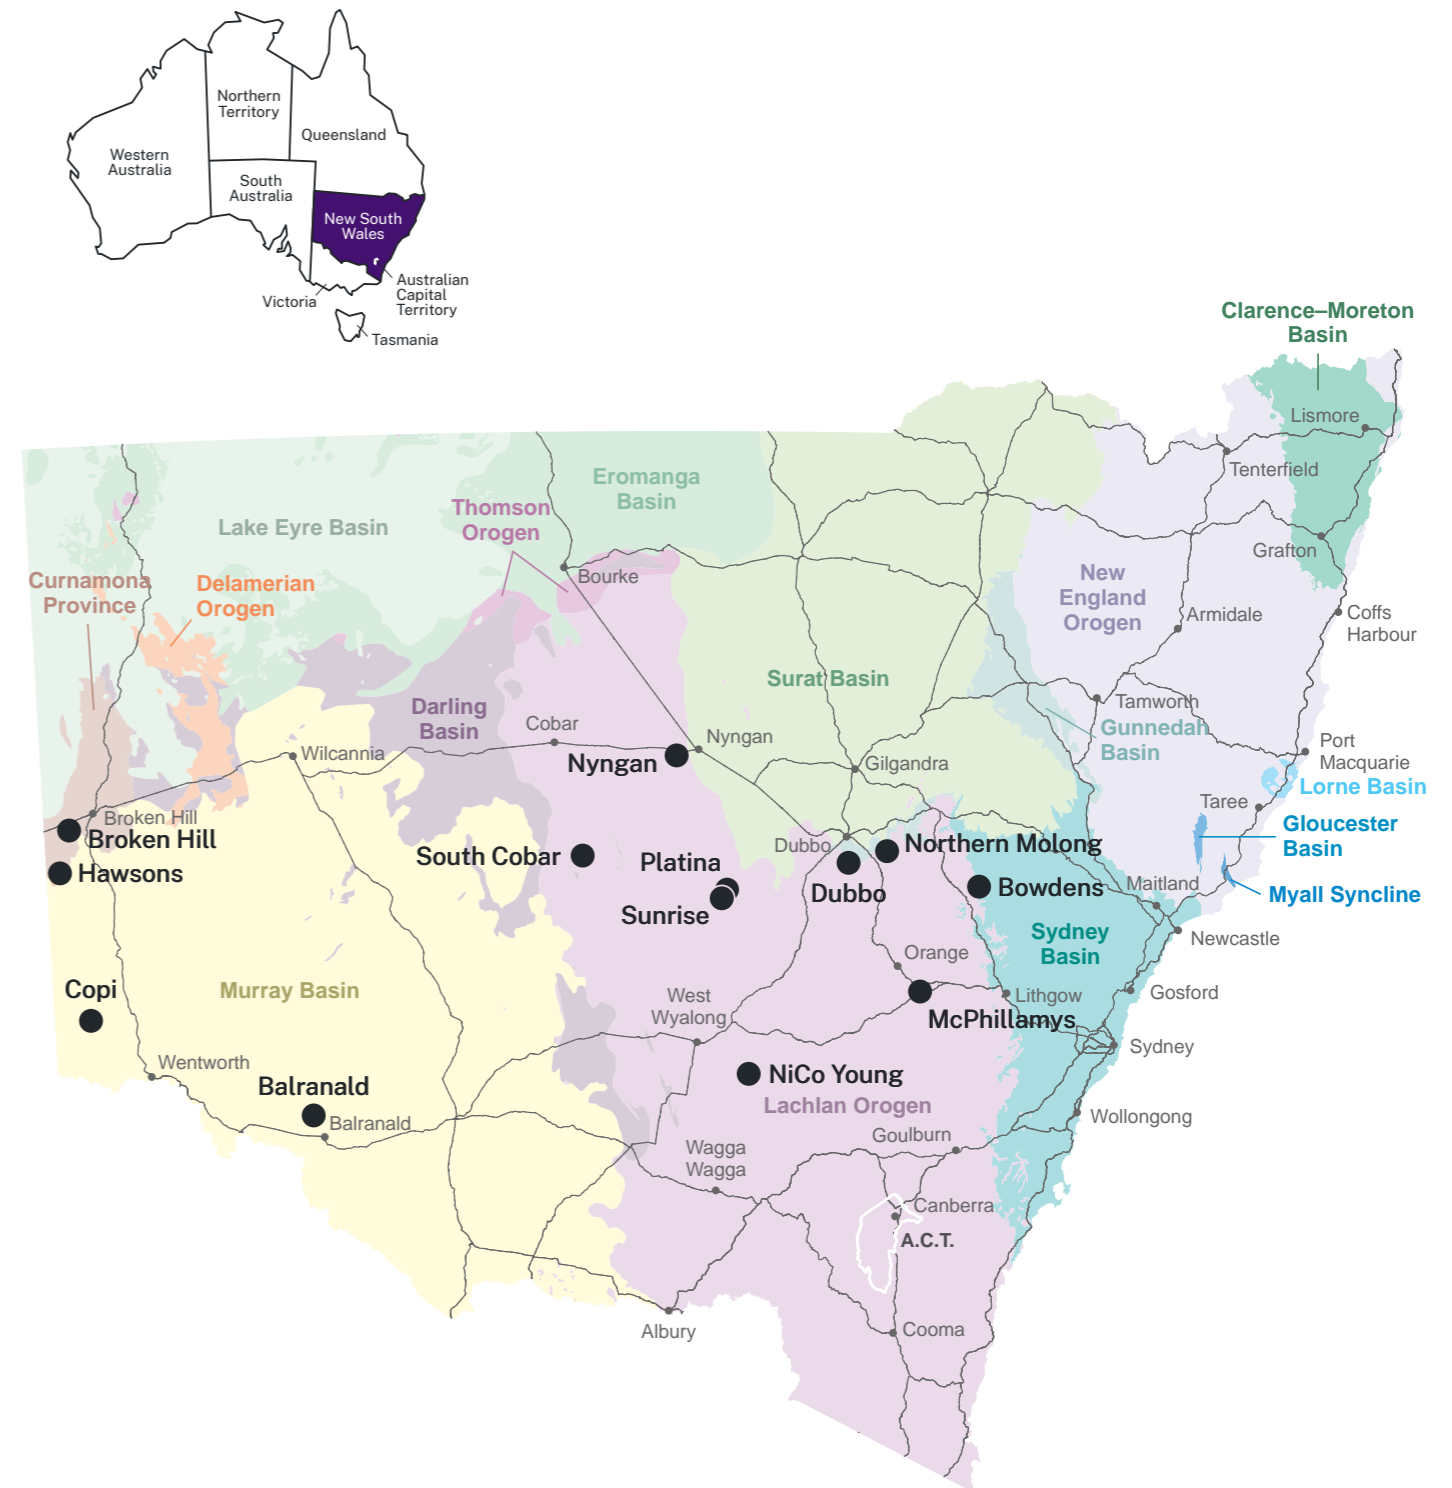 Northern
Territory
Queensland
Western
Australia
South
Australia
New South
Wales
Australian
Capital
Territory
Victoria
Tasmania
Clarence–Moreton
Basin
Lismore
Tenterfield
Eromanga
Basin
Thomson
Orogen
Lake Eyre Basin
Grafton
Bourke
Curnamona
Province
Delamerian
Orogen
New
England
Orogen
Armidale
Coffs
Harbour
Surat Basin
Darling
Basin
Tamworth
Gunnedah
Basin
Cobar
Nyngan
Wilcannia
Nyngan
Gilgandra
Port
Macquarie
Lorne Basin
Taree
Broken Hill
Broken Hill
Gloucester
Basin
Dubbo
Northern Molong
South Cobar
Platina
Hawsons
Dubbo
Bowdens
Maitland
Myall Syncline
Sunrise
Sydney
Basin
Newcastle
Orange
Copi
Murray Basin
West
Wyalong
Lithgow
Gosford
McPhillamys
Sydney
Wentworth
NiCo Young
Balranald
Lachlan Orogen
Balranald
Wollongong
Goulburn
Wagga
Wagga
Canberra
A.C.T.
Albury
Cooma